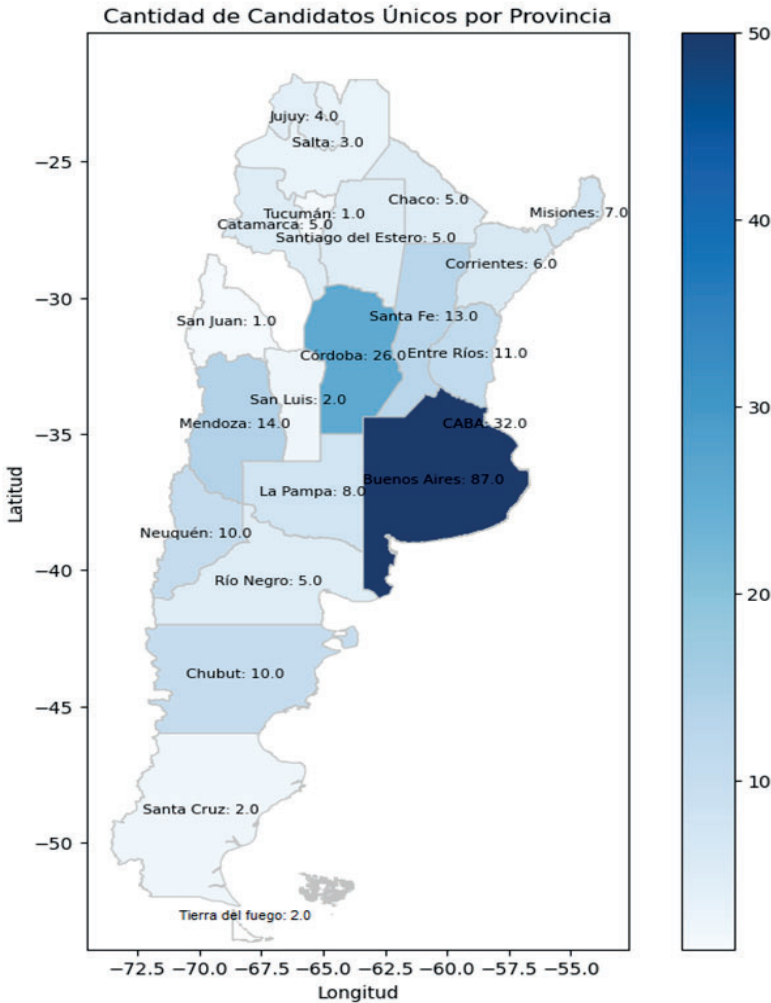 Cantidad de Candidatos Únicos por Provincia
50
40
30
20
10
Latitud
−25
−30
−35
−40
−45
−50
Jujuy: 4.0
Salta: 3.0
Chaco: 5.0
Misiones: 7.0
Tucumán: 1.0
Catamarca: 5.0
Santiago del Estero: 5.0
Corrientes: 6.0
Santa Fe: 13.0
San Juan: 1.0
Córdoba: 26.0
Entre Ríos: 11.0
San Luis: 2.0
Mendoza: 14.0
CABA: 32.0
Buenos Aires: 87.0
La Pampa: 8.0
Neuquén: 10.0
Río Negro: 5.0
Chubut: 10.0
Santa Cruz: 2.0
Tierra del fuego: 2.0
−72.5 −70.0 −67.5 −65.0 −62.5 −60.0 −57.5 −55.0
Longitud